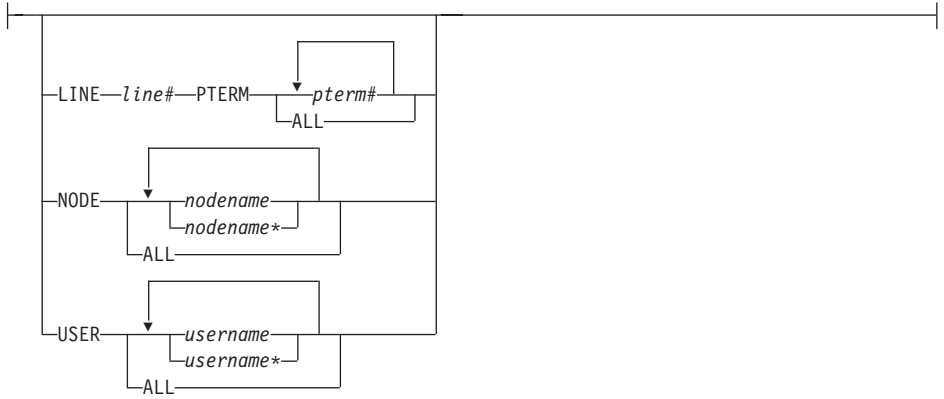 LINE line# PTERM pterm#
ALL
NODE nodename
nodename*
ALL
USER username
username*
ALL